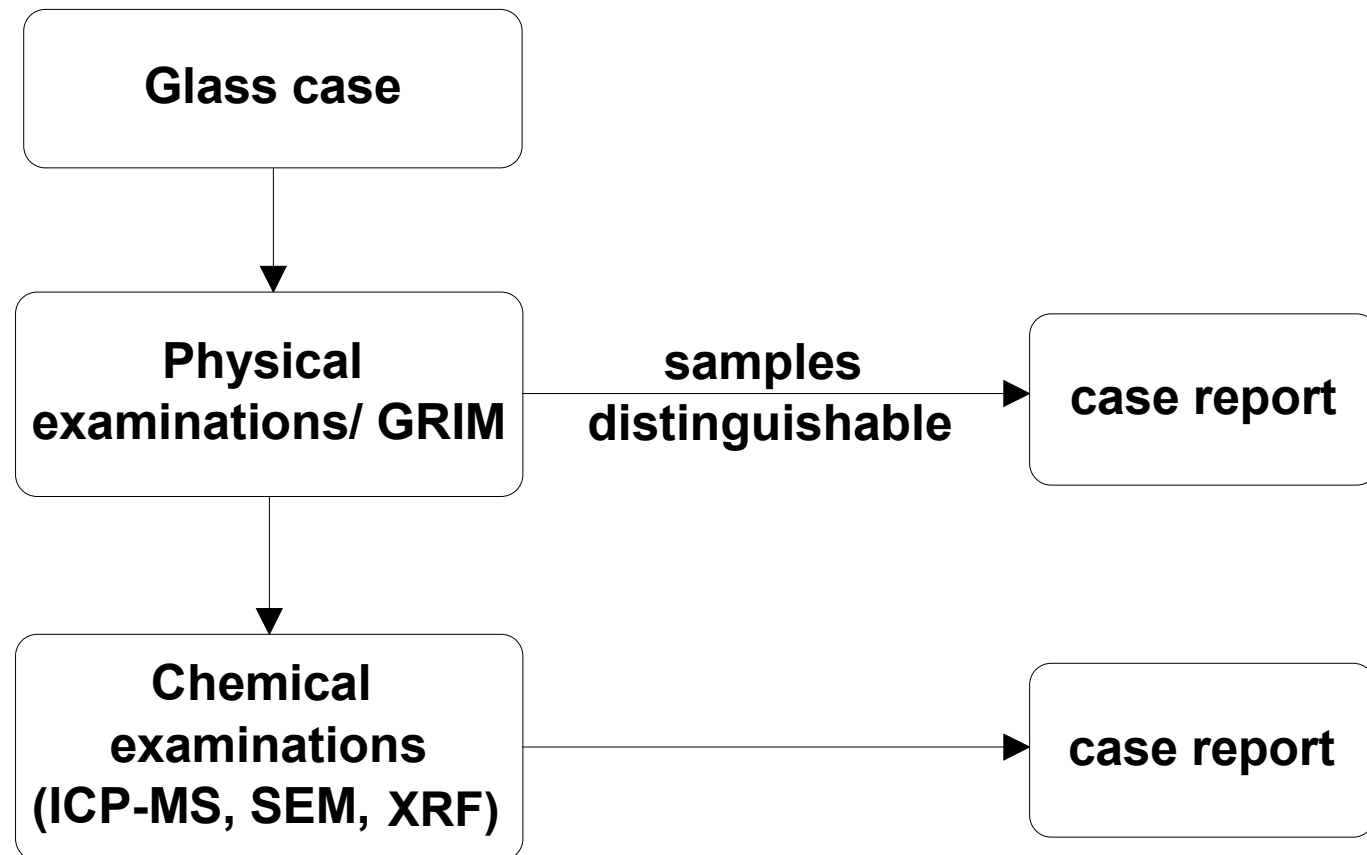 Glass case
Physical
examinations/ GRIM
samples
distinguishable
case report
Chemical
examinations
(ICP-MS, SEM, XRF)
case report